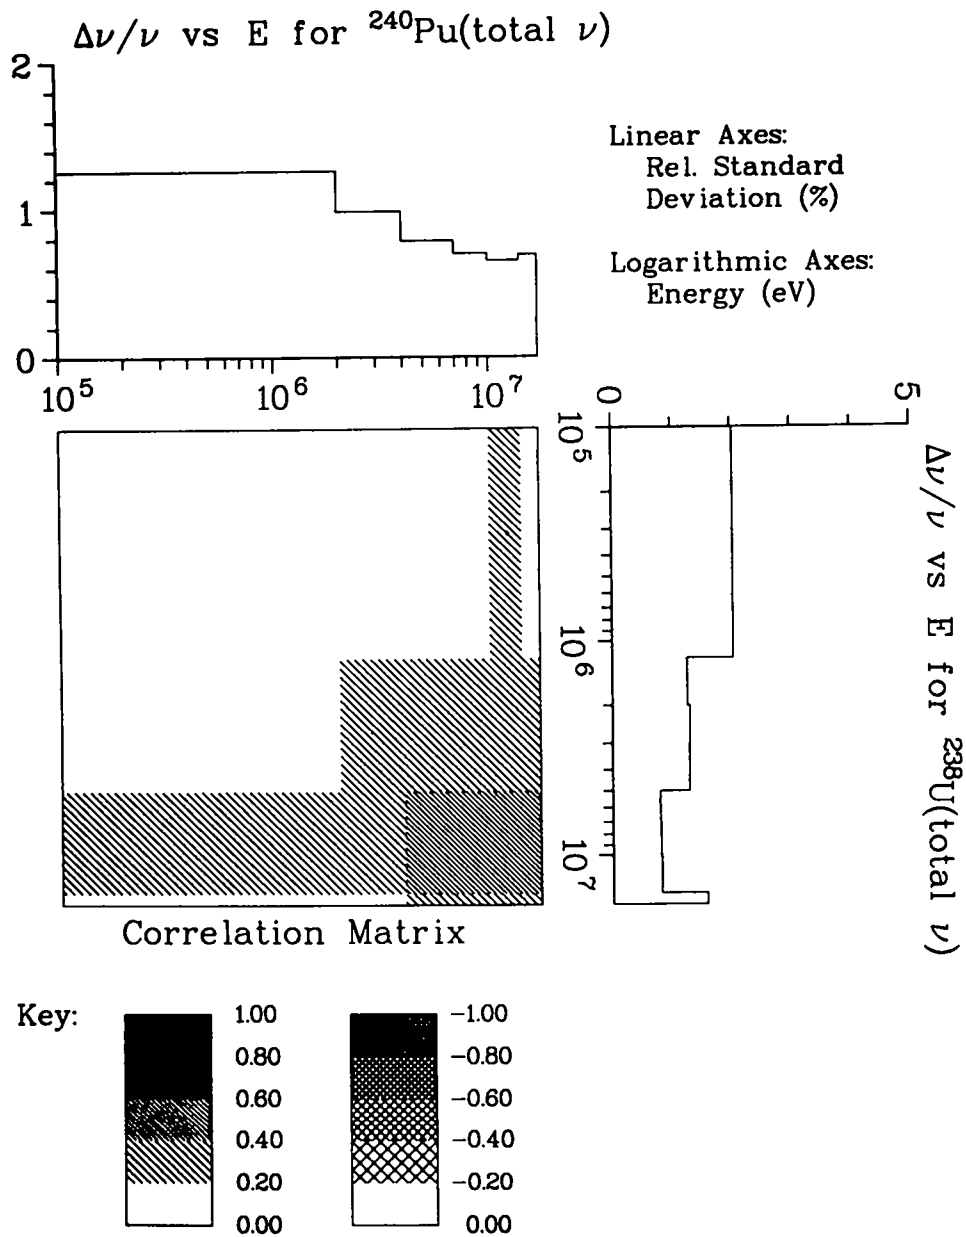 Δν/ν vs E for ²⁴⁰Pu(total ν)
2
1
0
10⁵
10⁶
10⁷
Linear Axes:
Rel. Standard
Deviation (%)
Logarithmic Axes:
Energy (eV)
0
5
10⁵
10⁶
10⁷
Δν/ν vs E for ²³⁸U(total ν)
Correlation Matrix
Key:
1.00
0.80
0.60
0.40
0.20
0.00
-1.00
-0.80
-0.60
-0.40
-0.20
0.00